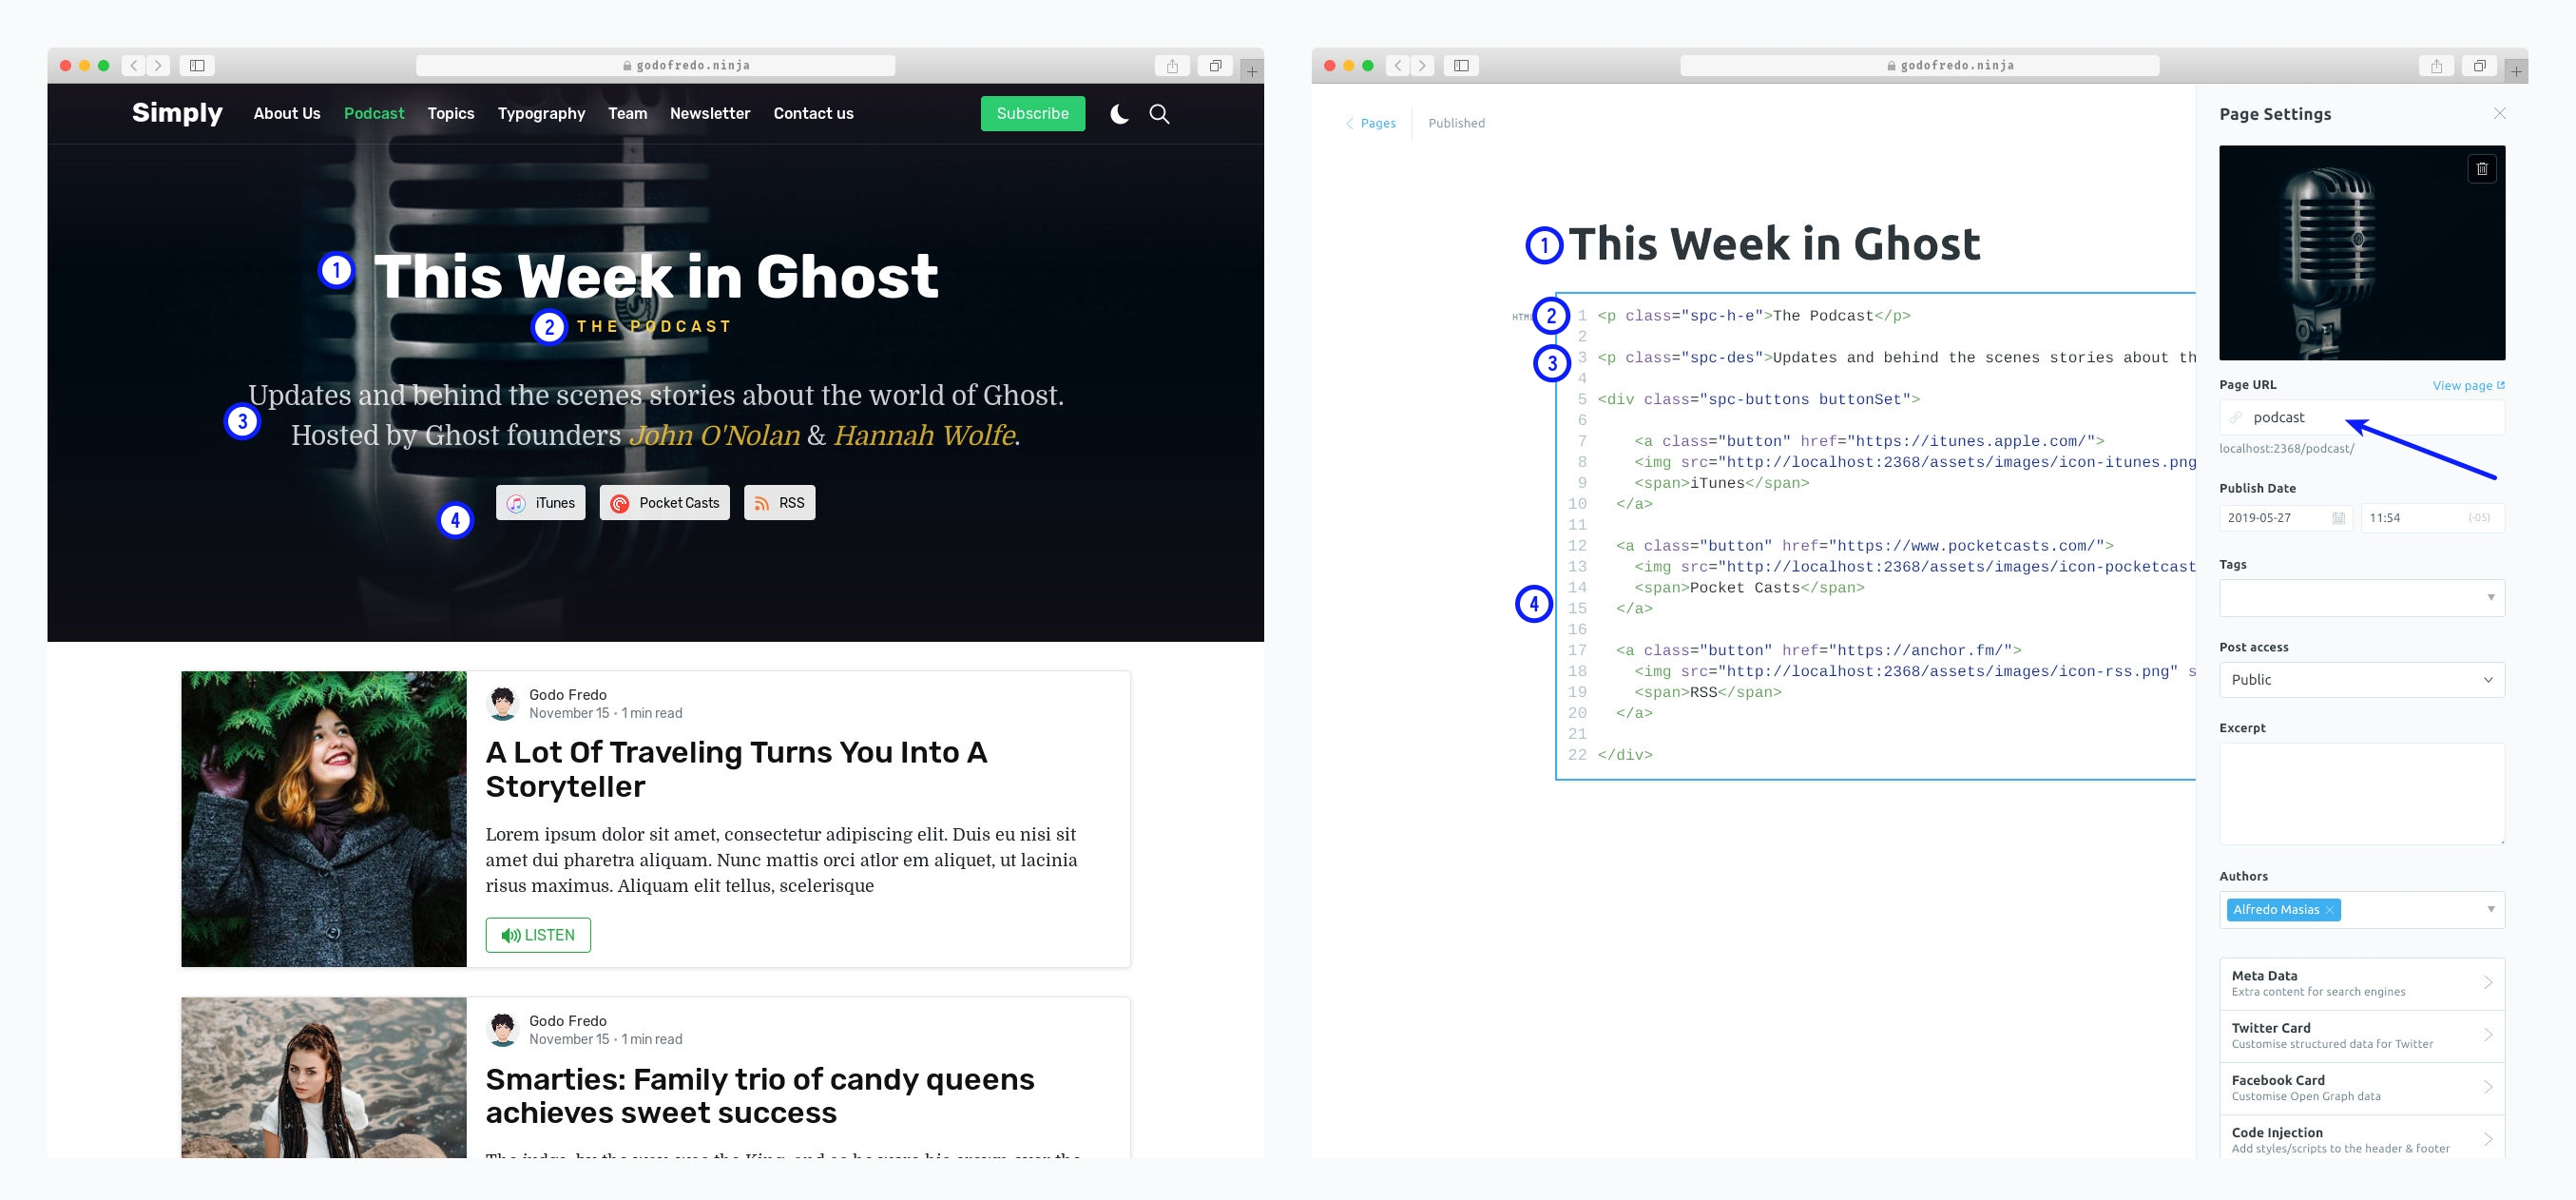 godofredo.ninja
Simply
About Us
Podcast
Topics
Typography
Team
Newsletter
Contact us
Subscribe
1
This Week in Ghost
2
THE PODCAST
3
Updates and behind the scenes stories about the world of Ghost.
Hosted by Ghost founders John O'Nolan & Hannah Wolfe.
4
iTunes
Pocket Casts
RSS
Godo Fredo
November 15 • 1 min read
A Lot Of Traveling Turns You Into A
Storyteller
Lorem ipsum dolor sit amet, consectetur adipiscing elit. Duis eu nisi sit
amet dui pharetra aliquam. Nunc mattis orci atlor em aliquet, ut lacinia
risus maximus. Aliquam elit tellus, scelerisque
LISTEN
Godo Fredo
November 15 • 1 min read
Smarties: Family trio of candy queens
achieves sweet success
godofredo.ninja
Pages
Published
1
This Week in Ghost
HTML
2
1 <p class="spc-h-e">The Podcast</p>
2
3
3 <p class="spc-des">Updates and behind the scenes stories about th
4
5 <div class="spc-buttons buttonSet">
6
7 <a class="button" href="https://itunes.apple.com/">
8 <img src="http://localhost:2368/assets/images/icon-itunes.png
9 <span>iTunes</span>
10 </a>
11
12 <a class="button" href="https://www.pocketcasts.com/">
13 <img src="http://localhost:2368/assets/images/icon-pocketcast
4
14 <span>Pocket Casts</span>
15 </a>
16
17 <a class="button" href="https://anchor.fm/">
18 <img src="http://localhost:2368/assets/images/icon-rss.png" s
19 <span>RSS</span>
20 </a>
21
22 </div>
Page Settings
Page URL
View page
podcast
localhost:2368/podcast/
Publish Date
2019-05-27
11:54
(-05)
Tags
Post access
Public
Excerpt
Authors
Alfredo Masias
Meta Data
Extra content for search engines
Twitter Card
Customise structured data for Twitter
Facebook Card
Customise Open Graph data
Code Injection
Add styles/scripts to the header & footer